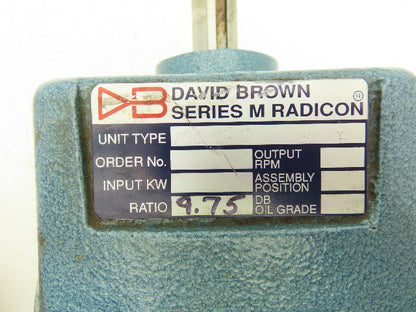 DB DAVID BROWN
SERIES M RADICON ®
UNIT TYPE
ORDER No. OUTPUT RPM
INPUT KW ASSEMBLY POSITION
RATIO 9.75 DB OIL GRADE